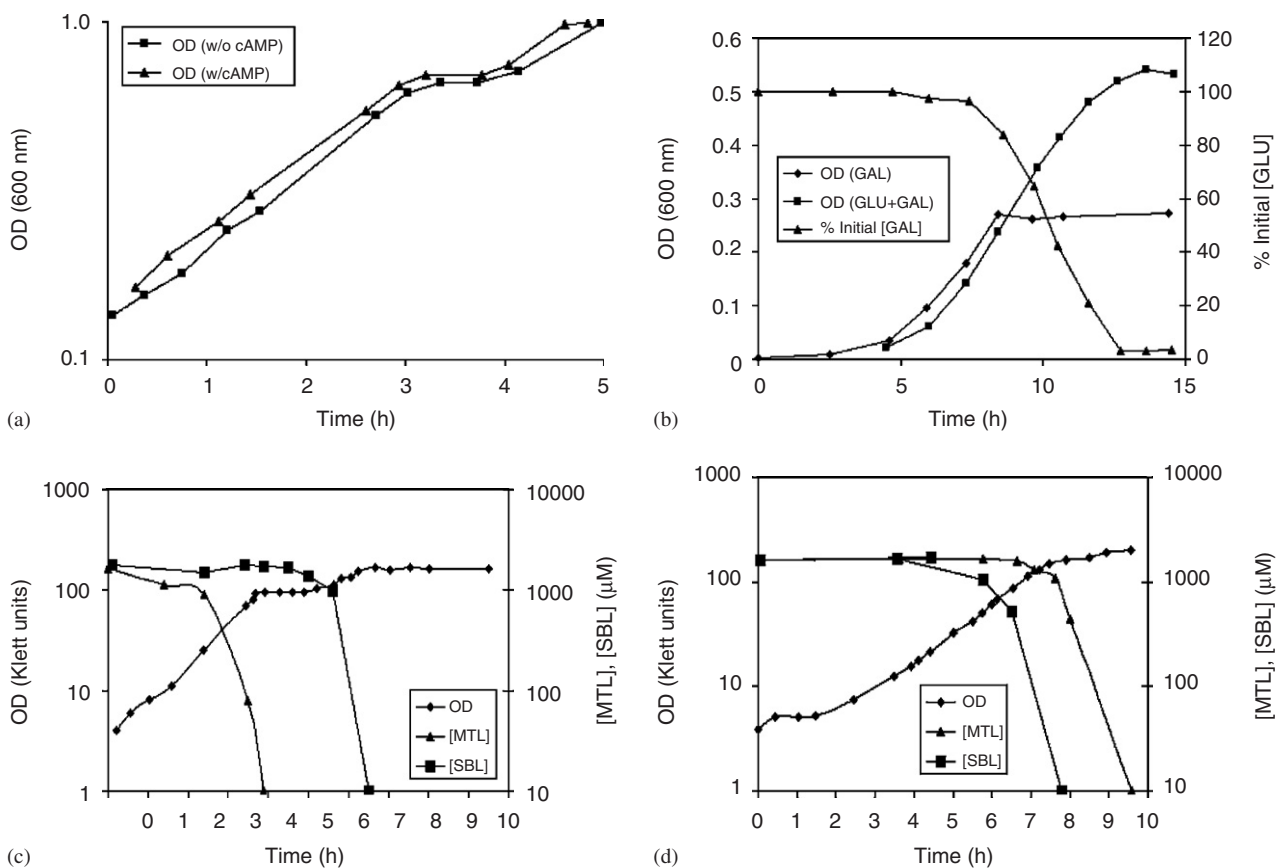 1.0
OD (w/o cAMP)
OD (w/cAMP)
OD (600 nm)
0.1
0 1 2 3 4 5
Time (h)
(a)
0.6
0.5
0.4
0.3
0.2
0.1
0
OD (600 nm)
OD (GAL)
OD (GLU+GAL)
% Initial [GAL]
120
100
80
60
40
20
0
% Initial [GLU]
0 5 10 15
Time (h)
(b)
1000
100
10
1
OD (Klett units)
OD
[MTL]
[SBL]
10000
1000
100
10
[MTL], [SBL] (μM)
0 1 2 3 4 5 6 7 8 9 10
Time (h)
(c)
1000
100
10
1
OD (Klett units)
OD
[MTL]
[SBL]
10000
1000
100
10
[MTL], [SBL] (μM)
0 1 2 3 4 5 6 7 8 9 10
Time (h)
(d)